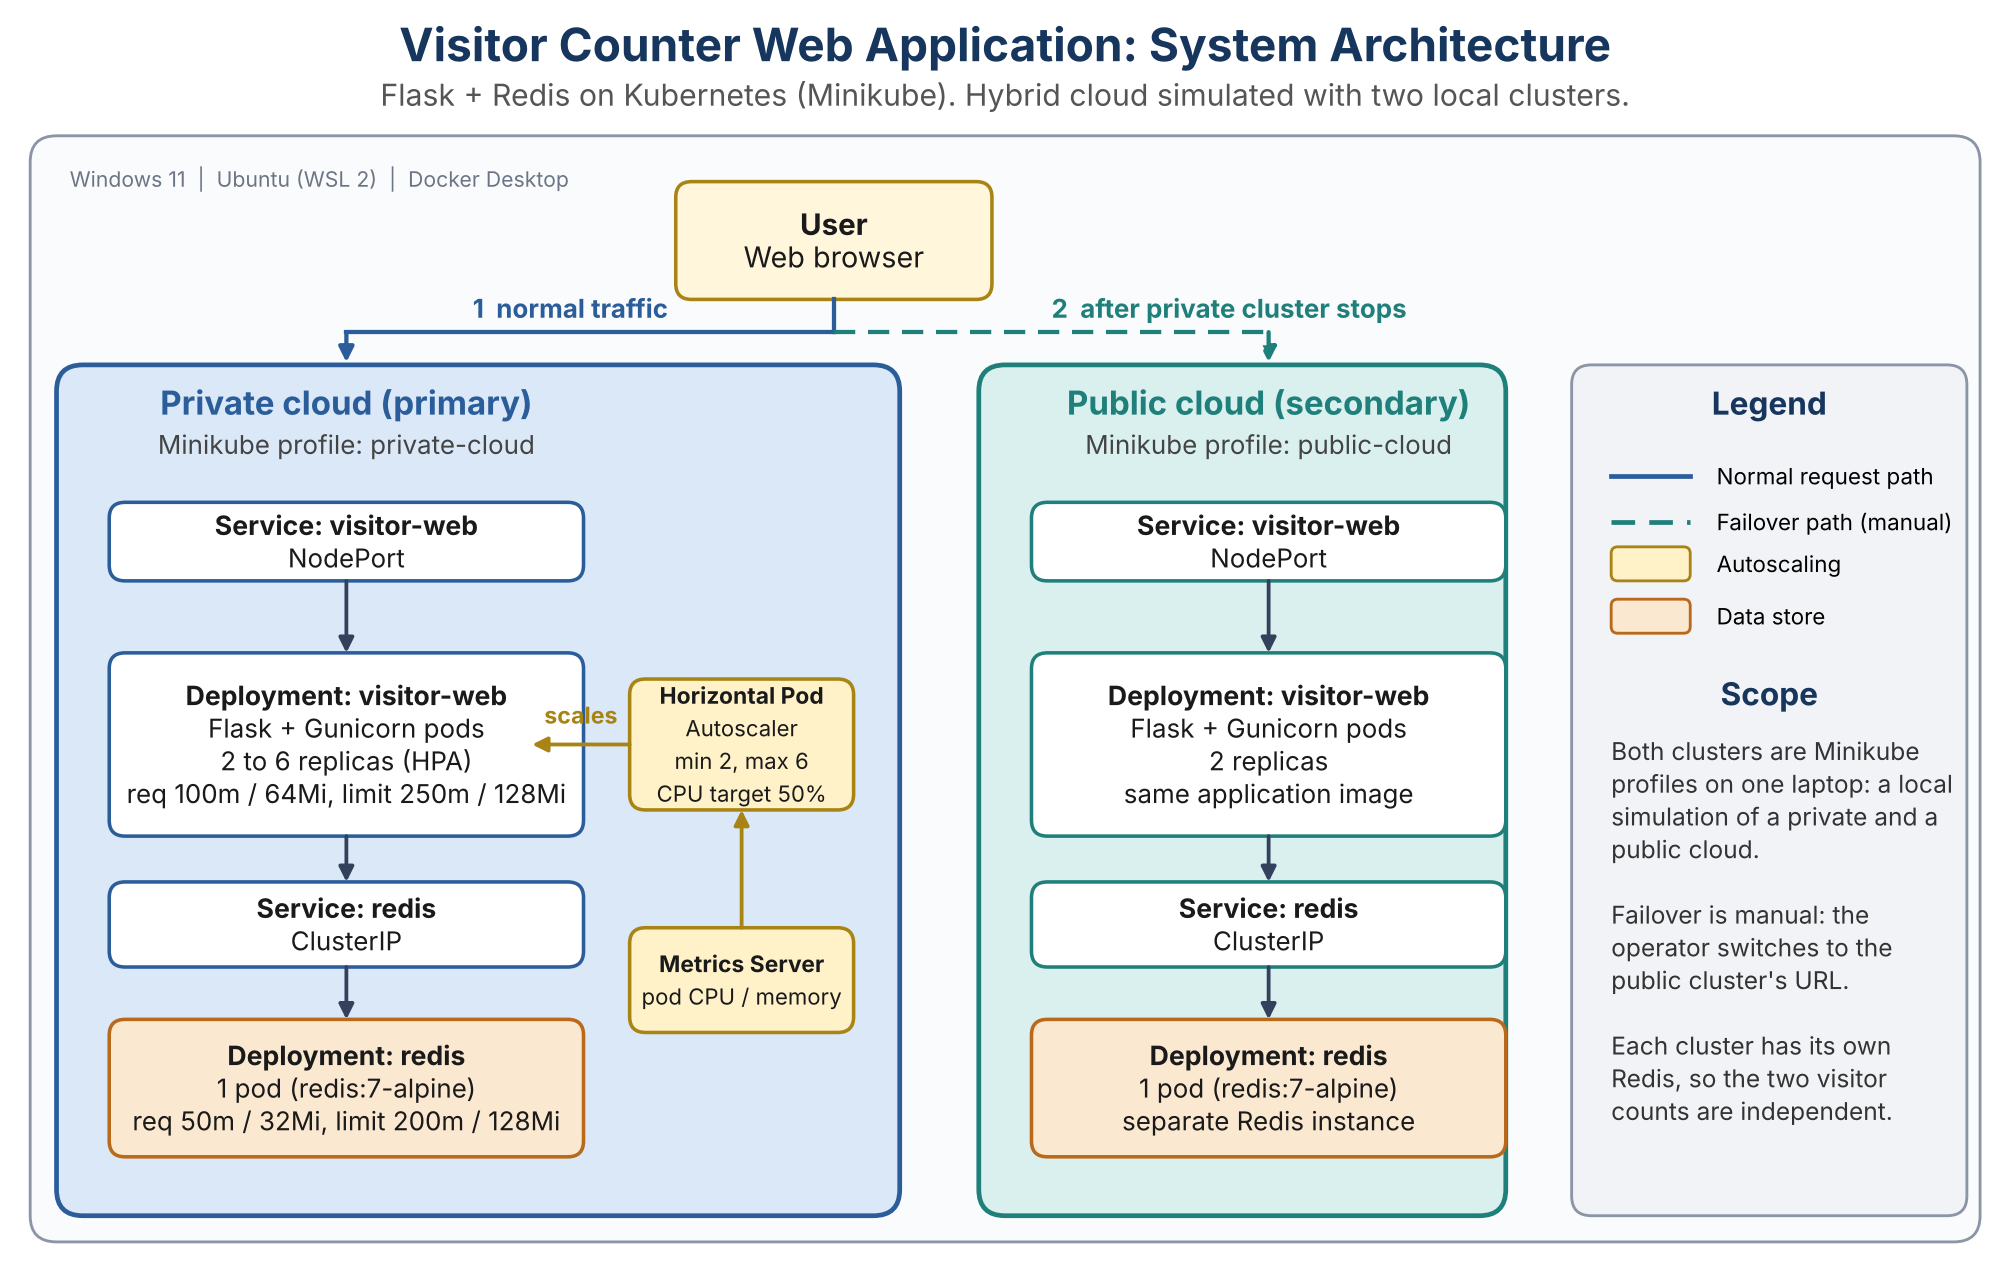 Visitor Counter Web Application: System Architecture
Flask + Redis on Kubernetes (Minikube). Hybrid cloud simulated with two local clusters.
Windows 11 | Ubuntu (WSL 2) | Docker Desktop
User
Web browser
1 normal traffic
2 after private cluster stops
Private cloud (primary)
Minikube profile: private-cloud
Service: visitor-web
NodePort
Deployment: visitor-web
Flask + Gunicorn pods
2 to 6 replicas (HPA)
req 100m / 64Mi, limit 250m / 128Mi
scales
Horizontal Pod
Autoscaler
min 2, max 6
CPU target 50%
Service: redis
ClusterIP
Metrics Server
pod CPU / memory
Deployment: redis
1 pod (redis:7-alpine)
req 50m / 32Mi, limit 200m / 128Mi
Public cloud (secondary)
Minikube profile: public-cloud
Service: visitor-web
NodePort
Deployment: visitor-web
Flask + Gunicorn pods
2 replicas
same application image
Service: redis
ClusterIP
Deployment: redis
1 pod (redis:7-alpine)
separate Redis instance
Legend
Normal request path
Failover path (manual)
Autoscaling
Data store
Scope
Both clusters are Minikube
profiles on one laptop: a local
simulation of a private and a
public cloud.
Failover is manual: the
operator switches to the
public cluster's URL.
Each cluster has its own
Redis, so the two visitor
counts are independent.